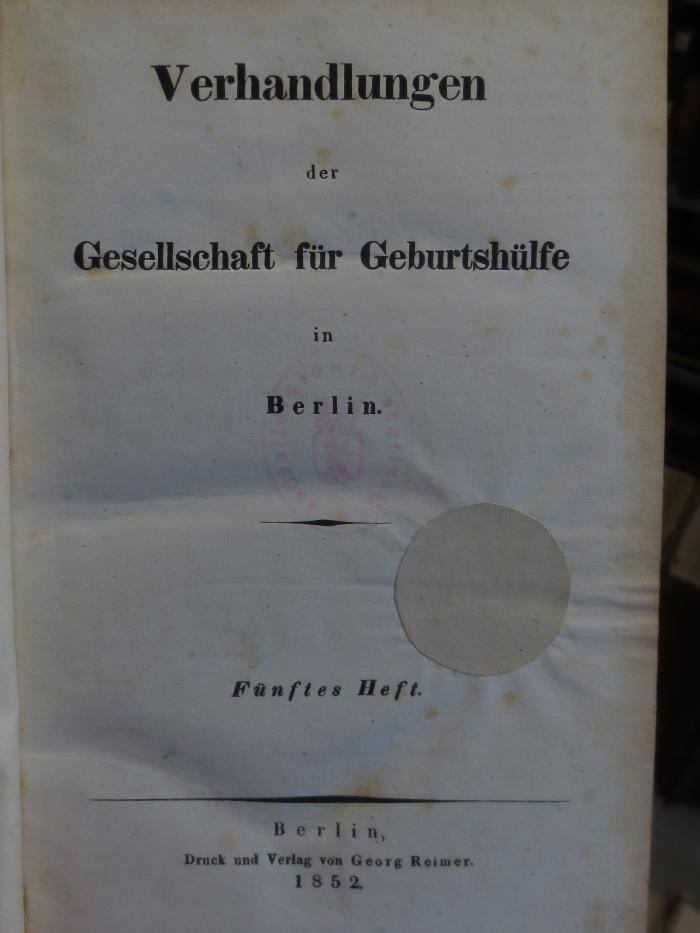 Verhandlungen
der
Gesellschaft für Geburtshülfe
in
Berlin.
Fünftes Heft.
Berlin,
Druck und Verlag von Georg Reimer.
1852.